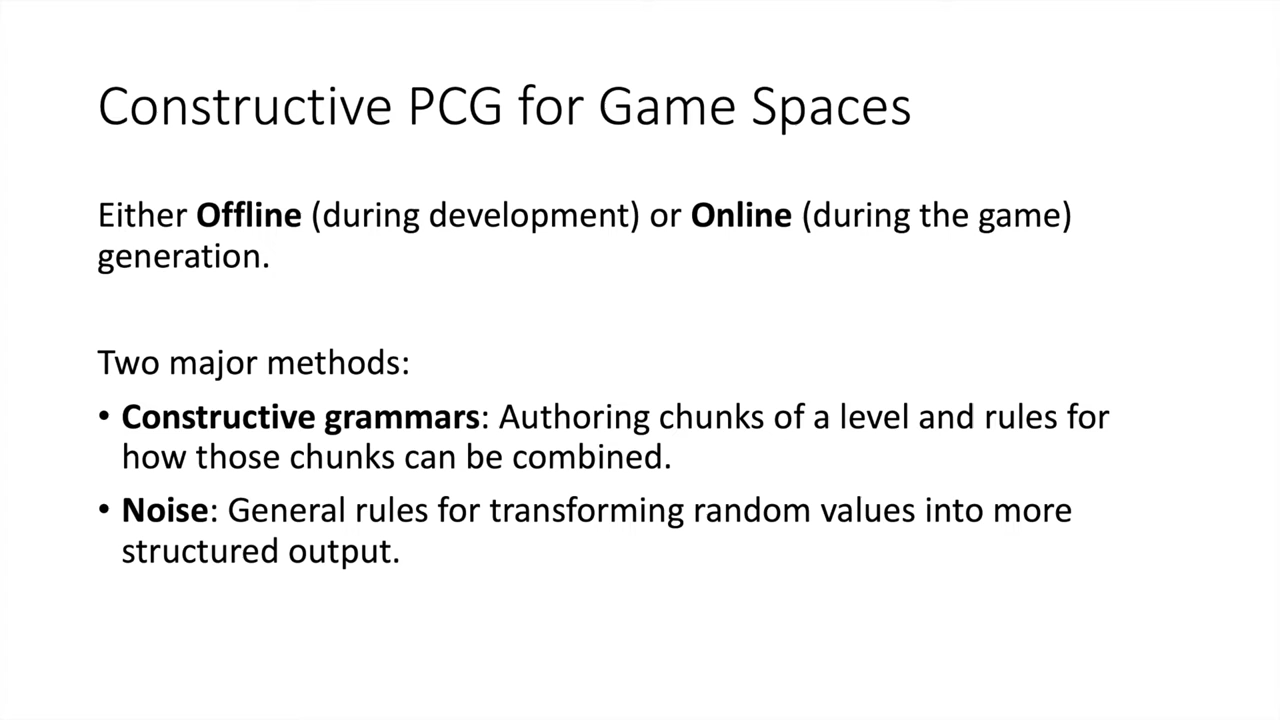 Constructive PCG for Game Spaces
Either Offline (during development) or Online (during the game)
generation.
Two major methods:
• Constructive grammars: Authoring chunks of a level and rules for
how those chunks can be combined.
• Noise: General rules for transforming random values into more
structured output.